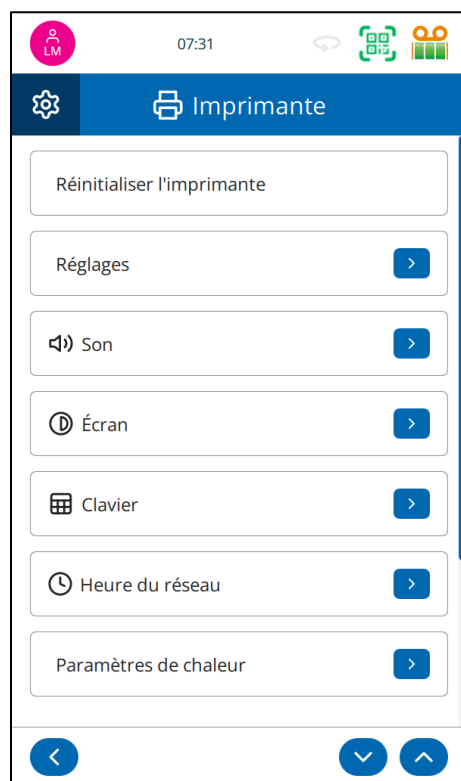 LM
07:31
Imprimante
Réinitialiser l'imprimante
Réglages
Son
Écran
Clavier
Heure du réseau
Paramètres de chaleur